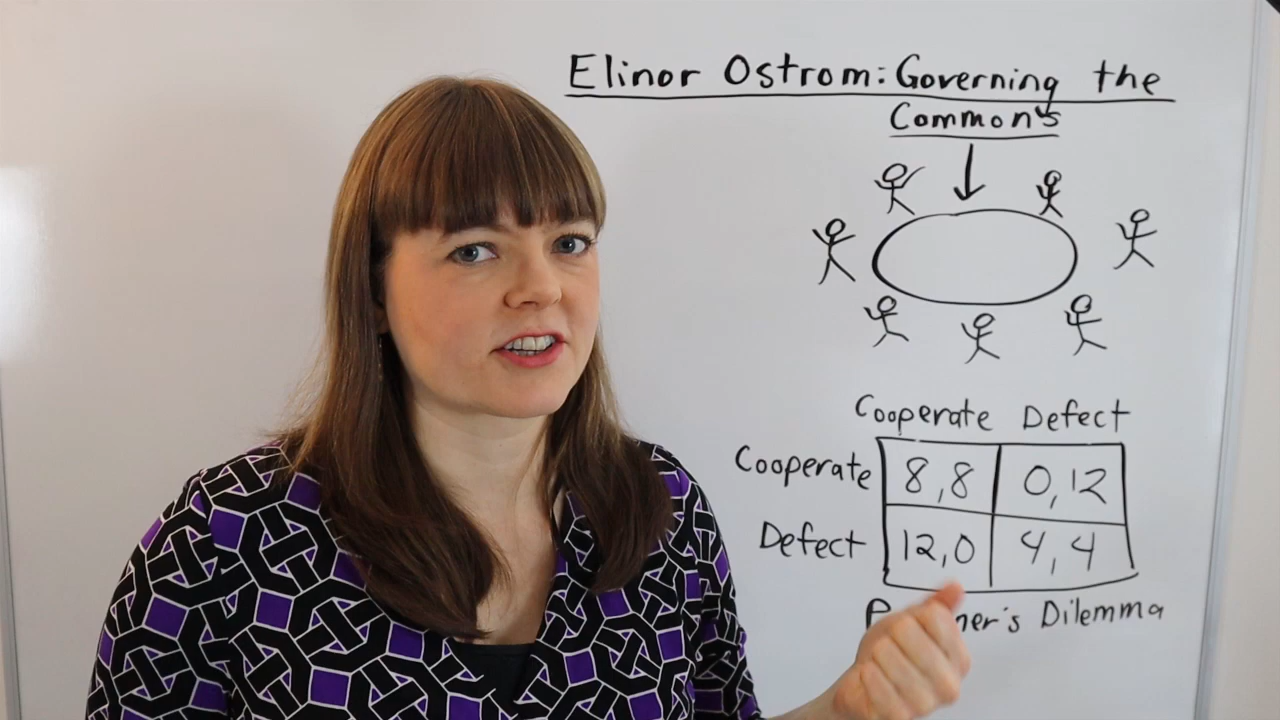 Elinor Ostrom: Governing the
Commons
Cooperate Defect
Cooperate 8,8 0,12
Defect 12,0 4,4
Dilemma